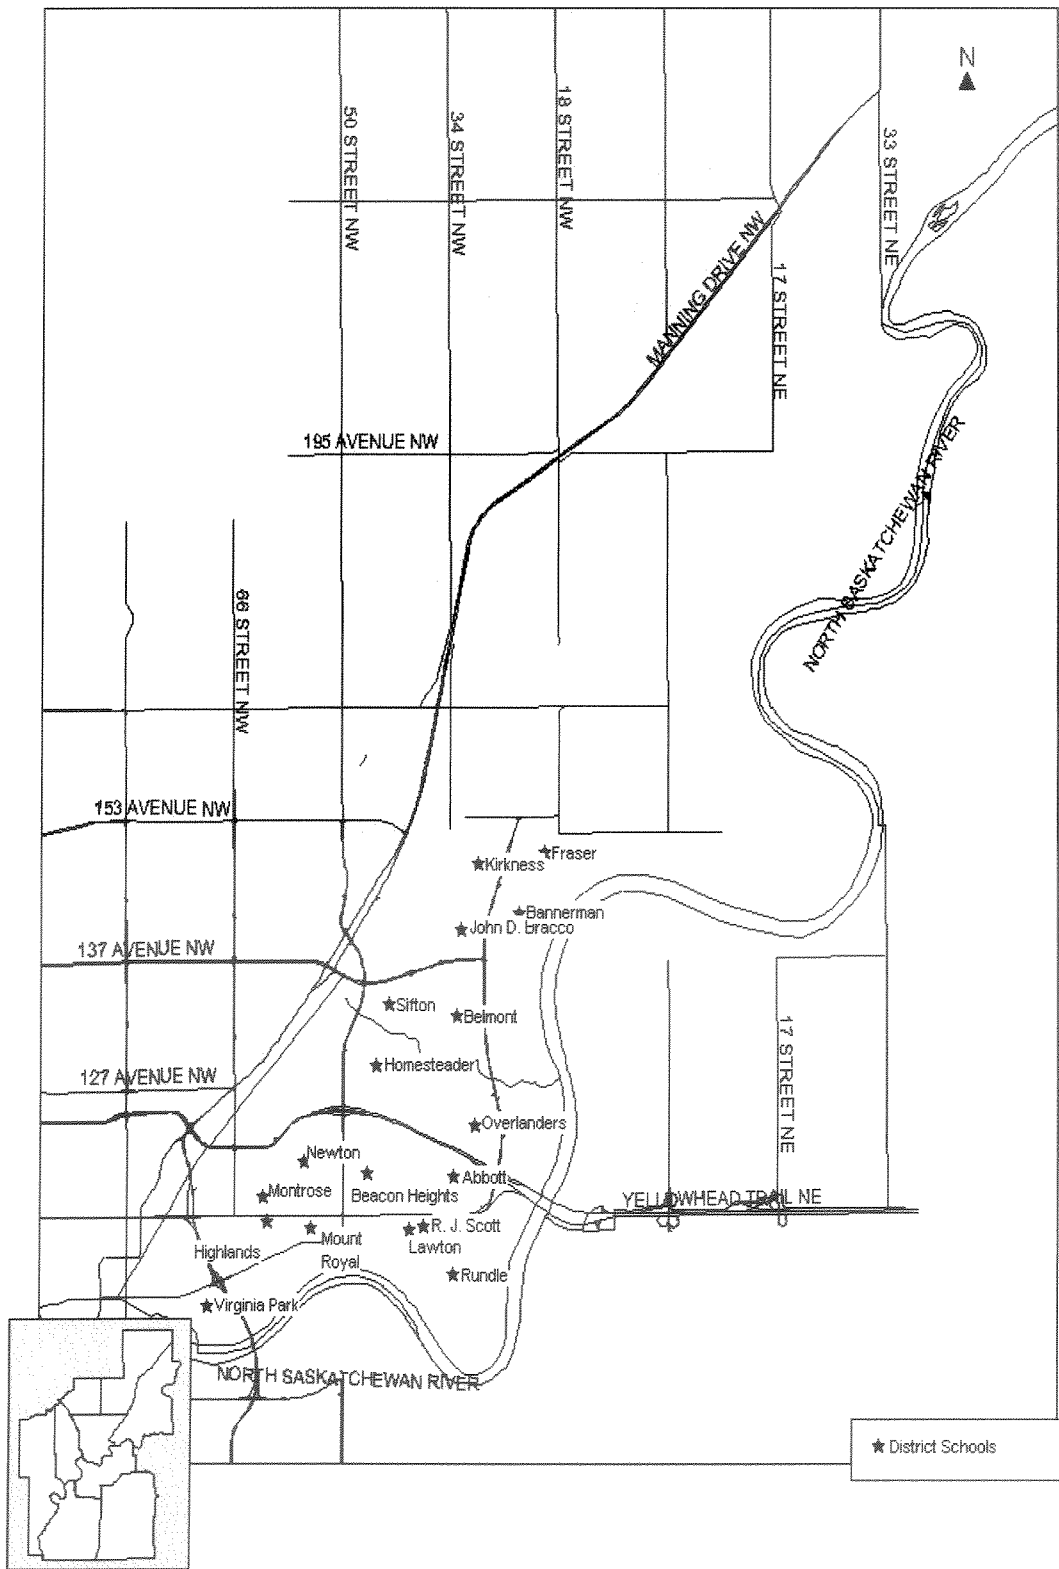 N
50 STREET NW
34 STREET NW
18 STREET NW
33 STREET NE
MANNING DRIVE NW
17 STREET NE
195 AVENUE NW
NORTH SASKATCHEWAN RIVER
66 STREET NW
153 AVENUE NW
Fraser
Kirkness
Bannerman
John D. Bracco
137 AVENUE NW
Sifton
Belmont
17 STREET NE
Homesteader
127 AVENUE NW
Overlanders
Newton
Abbott
Montrose
Beacon Heights
YELLOWHEAD TRAIL NE
R. J. Scott
Mount
Royal
Lawton
Highlands
Rundle
Virginia Park
NORTH SASKATCHEWAN RIVER
District Schools